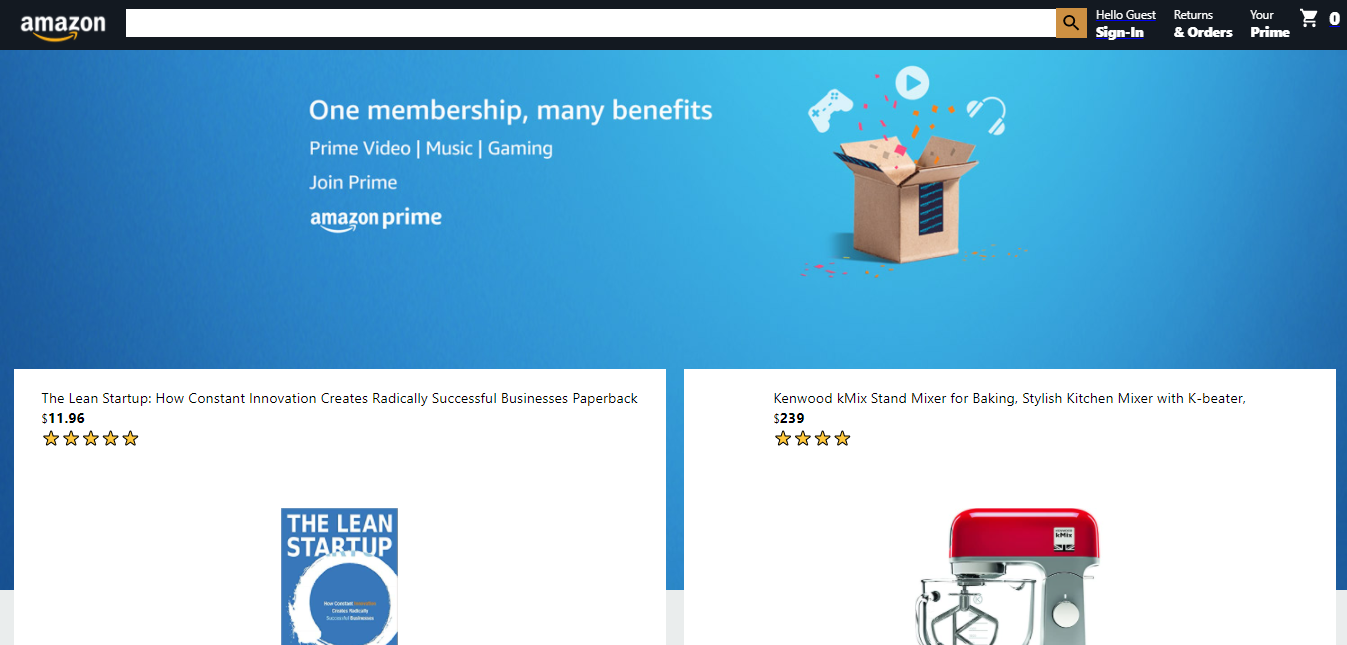 amazon
Hello Guest
Sign-In
Returns
& Orders
Your
Prime
0
One membership, many benefits
Prime Video | Music | Gaming
Join Prime
amazon prime
The Lean Startup: How Constant Innovation Creates Radically Successful Businesses Paperback
$11.96
Kenwood kMix Stand Mixer for Baking, Stylish Kitchen Mixer with K-beater,
$239
THE LEAN
STARTUP
How Constant Innovation
Creates Radically
Successful Businesses
kMix